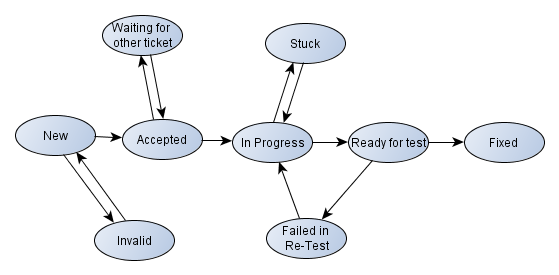 Waiting for
other ticket
Stuck
New
Accepted
In Progress
Ready for test
Fixed
Invalid
Failed in
Re-Test